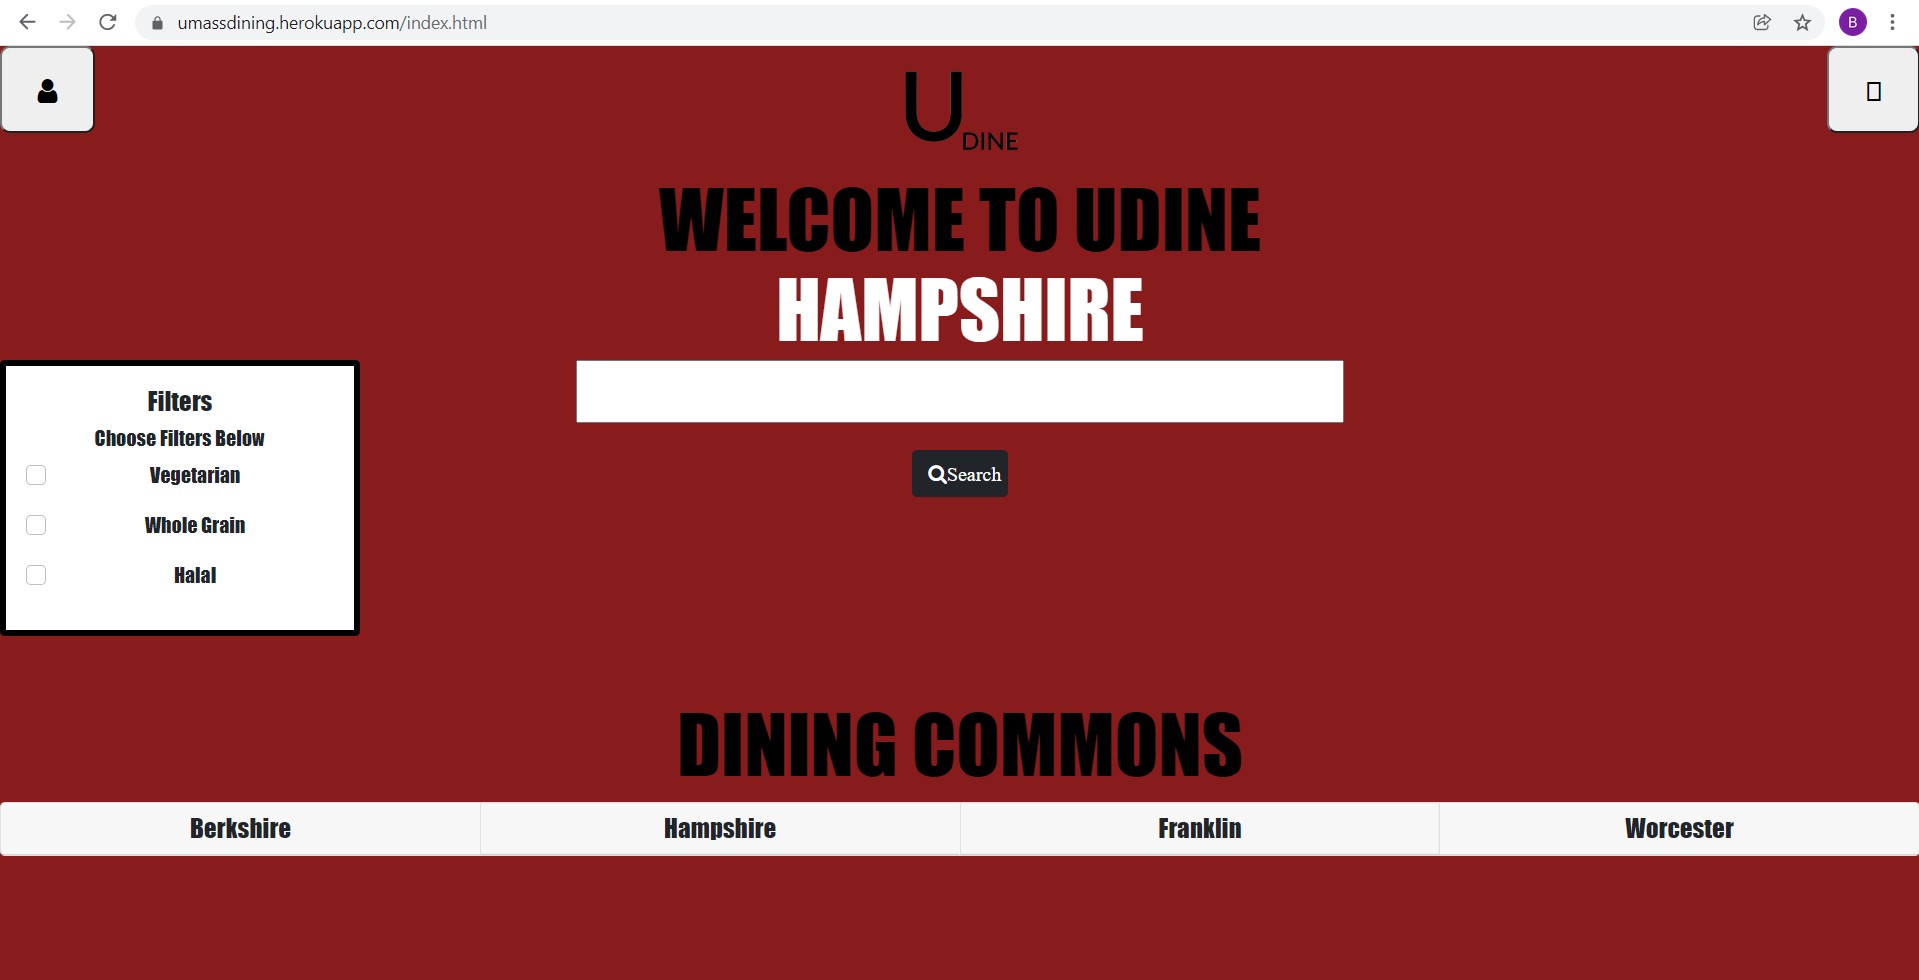 umassdining.herokuapp.com/index.html
B
U
DINE
WELCOME TO UDINE
HAMPSHIRE
Filters
Choose Filters Below
Vegetarian
Whole Grain
Halal
Search
DINING COMMONS
Berkshire
Hampshire
Franklin
Worcester